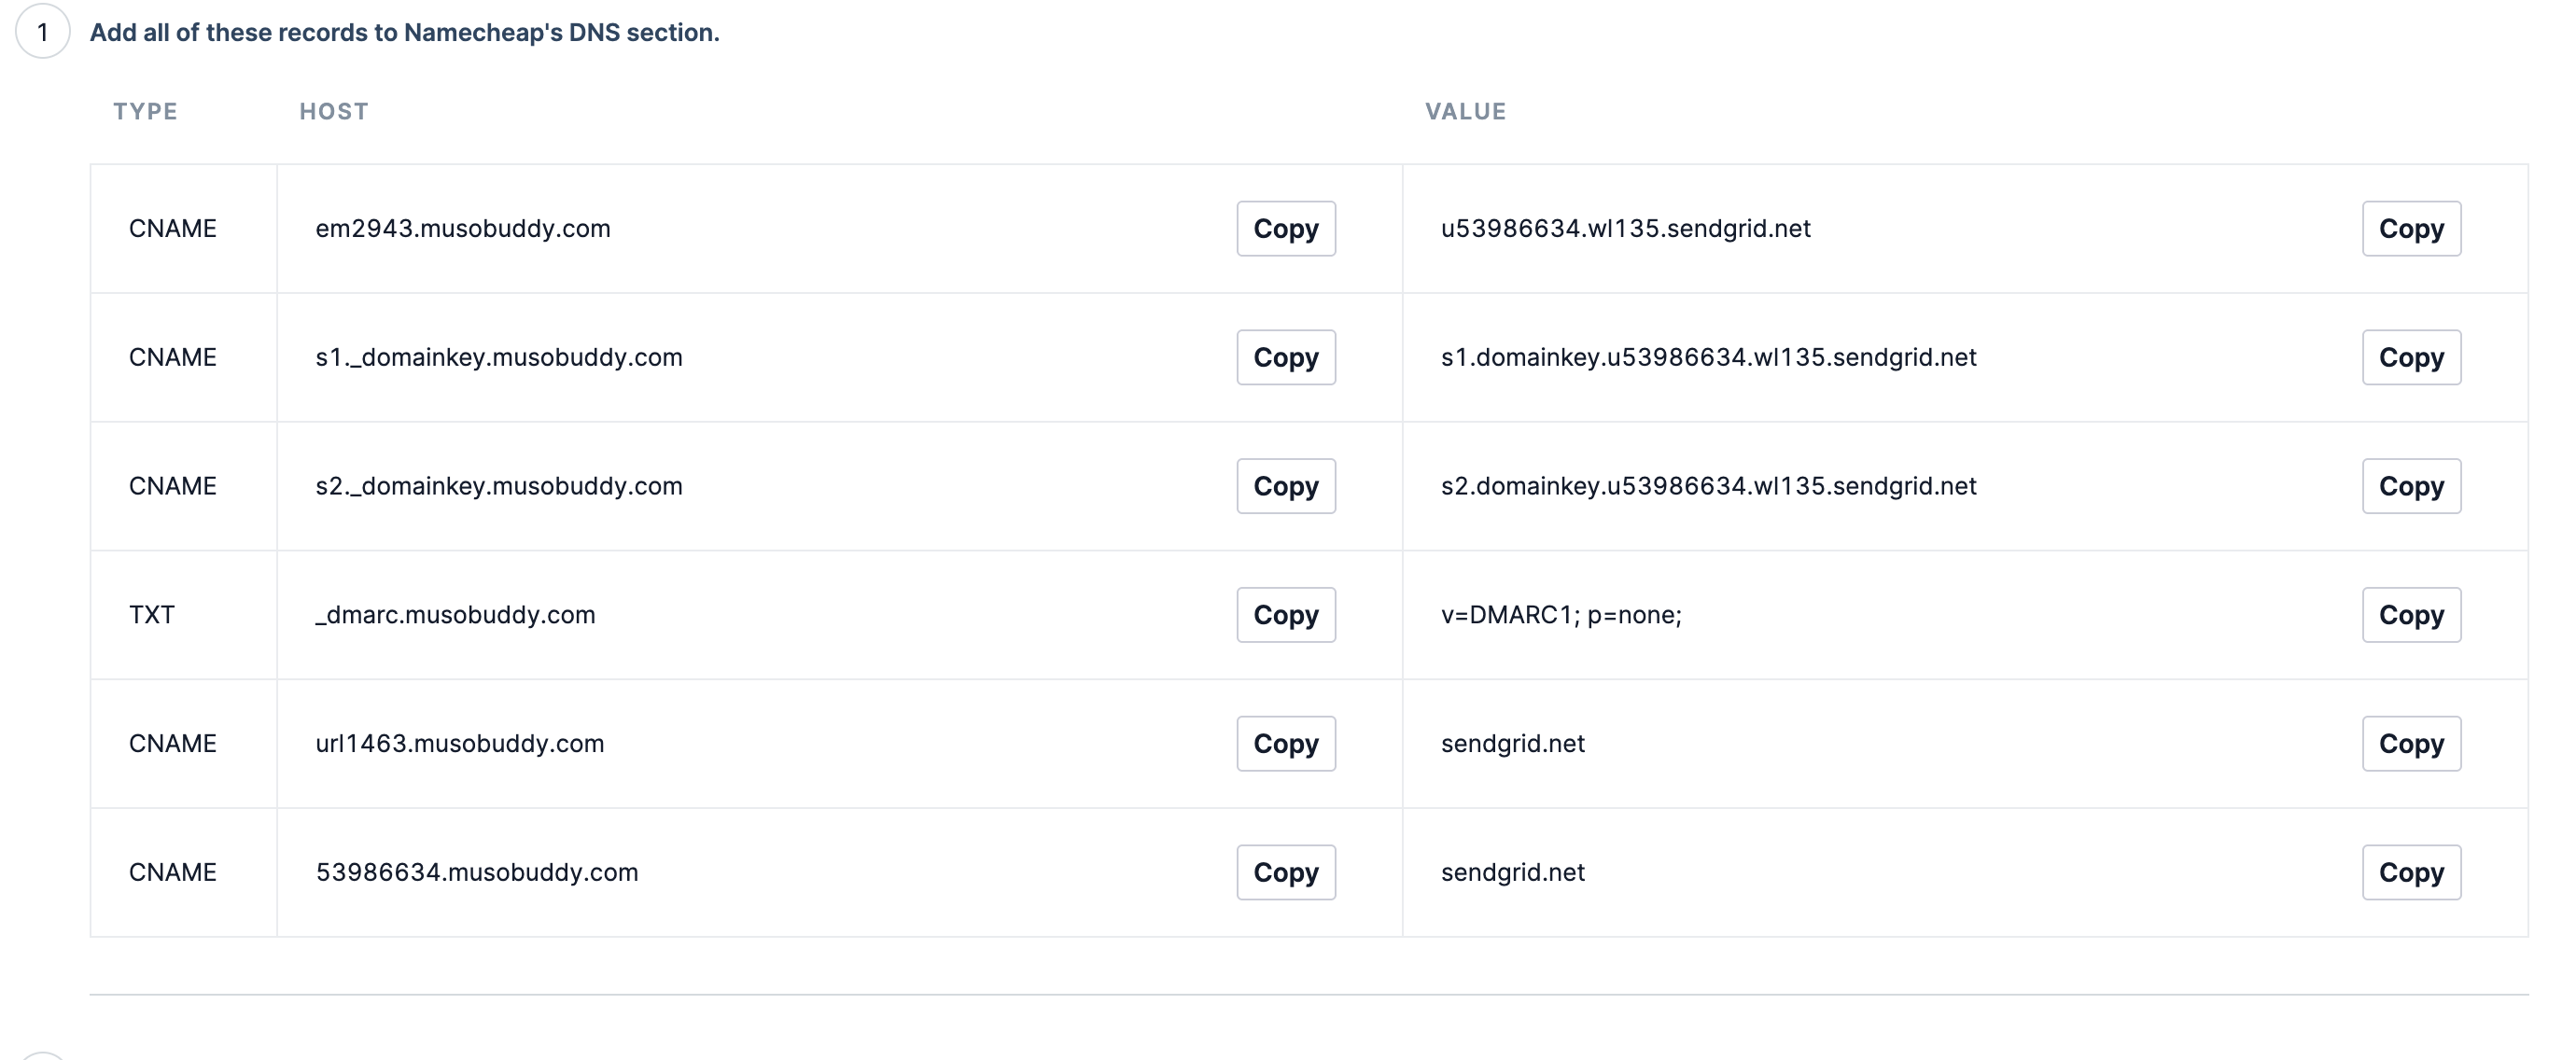 1 Add all of these records to Namecheap's DNS section.
TYPE HOST VALUE
CNAME em2943.musobuddy.com Copy u53986634.wl135.sendgrid.net Copy
CNAME s1._domainkey.musobuddy.com Copy s1.domainkey.u53986634.wl135.sendgrid.net Copy
CNAME s2._domainkey.musobuddy.com Copy s2.domainkey.u53986634.wl135.sendgrid.net Copy
TXT _dmarc.musobuddy.com Copy v=DMARC1; p=none; Copy
CNAME url1463.musobuddy.com Copy sendgrid.net Copy
CNAME 53986634.musobuddy.com Copy sendgrid.net Copy